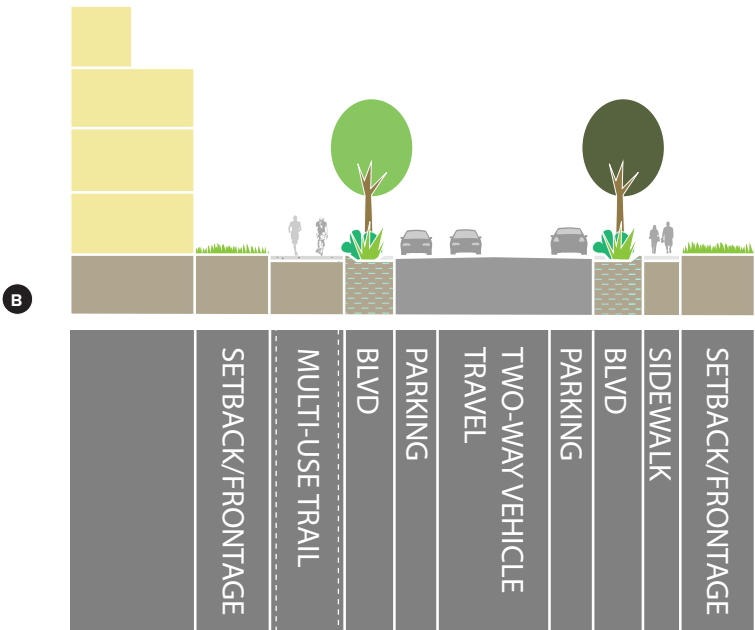 B
SETBACK/FRONTAGE
MULTI-USE TRAIL
BLVD
PARKING
TWO-WAY VEHICLE
TRAVEL
PARKING
BLVD
SIDEWALK
SETBACK/FRONTAGE